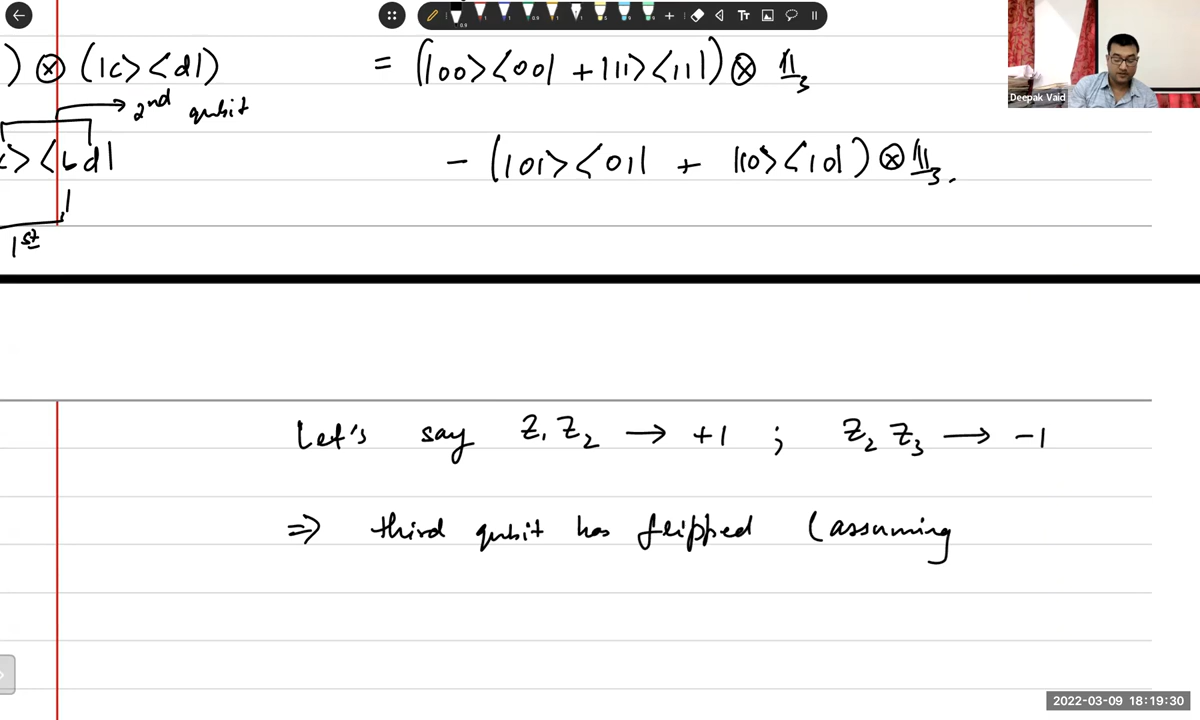 ) ⊗ (|c><d|)
= (|00><00| + |11><11|) ⊗ 𝟙₃
Deepak Vaid
2nd qubit
><bd|
- (|01><01| + |10><10|) ⊗ 𝟙₃.
1st
Let's say Z₁Z₂ → +1 ; Z₂Z₃ → -1
⇒ third qubit has flipped (assuming
2022-03-09 18:19:30